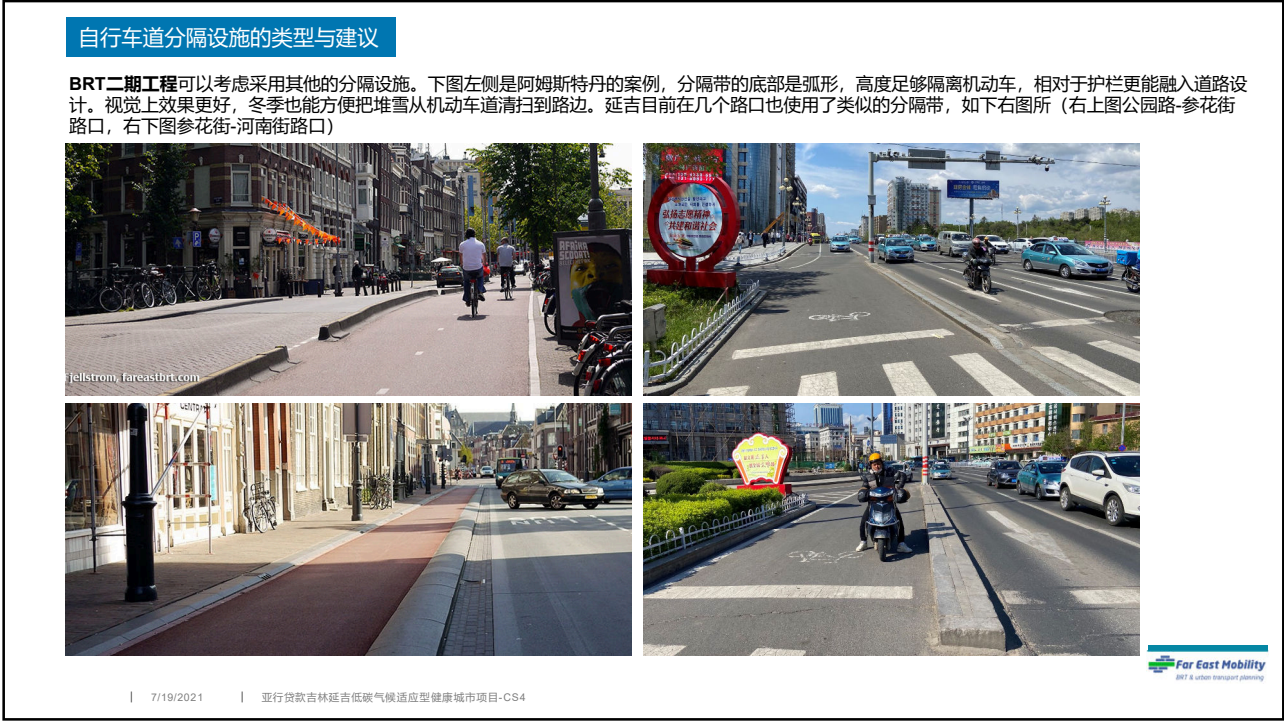 自行车道分隔设施的类型与建议
BRT二期工程可以考虑采用其他的分隔设施。下图左侧是阿姆斯特丹的案例，分隔带的底部是弧形，高度足够隔离机动车，相对于护栏更能融入道路设
计。视觉上效果更好，冬季也能方便把堆雪从机动车道清扫到路边。延吉目前在几个路口也使用了类似的分隔带，如下右图所（右上图公园路-参花街
路口，右下图参花街-河南街路口）
AFRIKA
SCOORT!
P
jellstrom, fareastbrt.com
弘扬志愿精神
共建和谐社会
Far East Mobility
BRT & urban transport planning
7/19/2021
亚行贷款吉林延吉低碳气候适应型健康城市项目-CS4